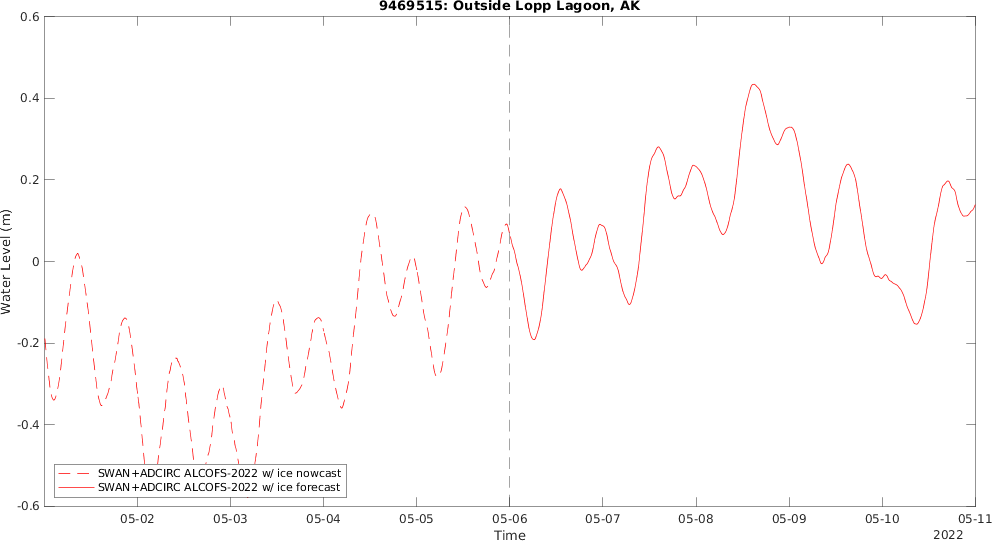 9469515: Outside Lopp Lagoon, AK
0.6
0.4
0.2
0
-0.2
-0.4
-0.6
Water Level (m)
SWAN+ADCIRC ALCOFS-2022 w/ ice nowcast
SWAN+ADCIRC ALCOFS-2022 w/ ice forecast
05-02 05-03 05-04 05-05 05-06 05-07 05-08 05-09 05-10 05-11
Time
2022